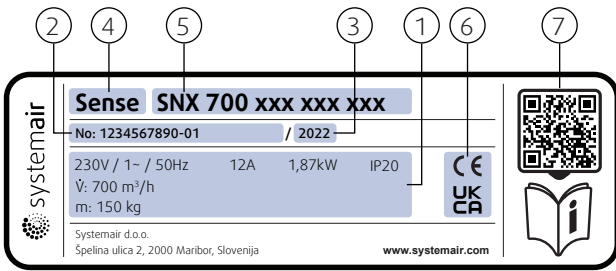 2 4 5 3 1 6 7
systemair
Sense SNX 700 xxx xxx xxx
No: 1234567890-01 / 2022
230V / 1~ / 50Hz 12A 1,87kW IP20
V̇: 700 m³/h
m: 150 kg
CE
UK
CA
i
Systemair d.o.o.
Špelina ulica 2, 2000 Maribor, Slovenija
www.systemair.com